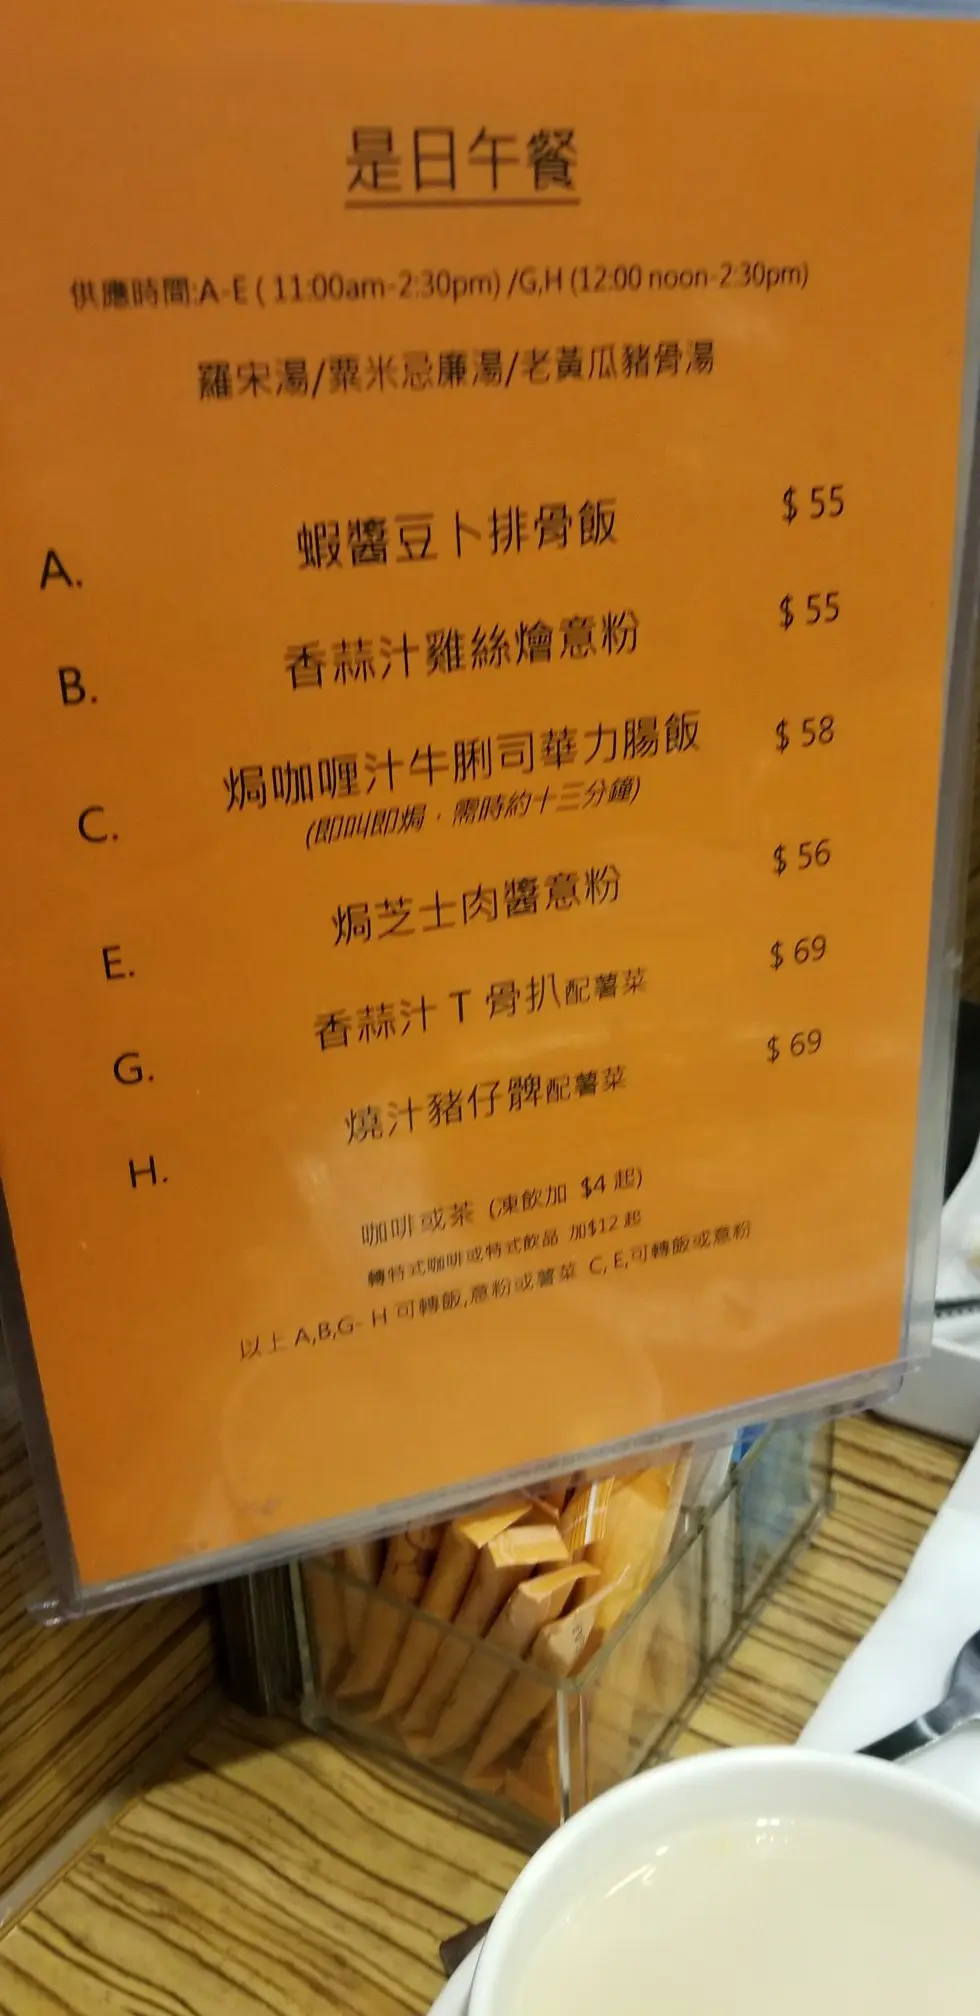 是日午餐
供應時間:A-E ( 11:00am-2:30pm) /G,H (12:00 noon-2:30pm)
羅宋湯/粟米忌廉湯/老黃瓜豬骨湯
A. 蝦醬豆卜排骨飯 $ 55
B. 香蒜汁雞絲燴意粉 $ 55
C. 焗咖喱汁牛脷司華力腸飯 $ 58
(即叫即焗，需時約十三分鐘)
E. 焗芝士肉醬意粉 $ 56
G. 香蒜汁 T 骨扒配薯菜 $ 69
H. 燒汁豬仔髀配薯菜 $ 69
咖啡或茶 (凍飲加 $4 起)
轉特式咖啡或特式飲品 加$12 起
以上 A,B,G- H 可轉飯,意粉或薯菜 C, E,可轉飯或意粉